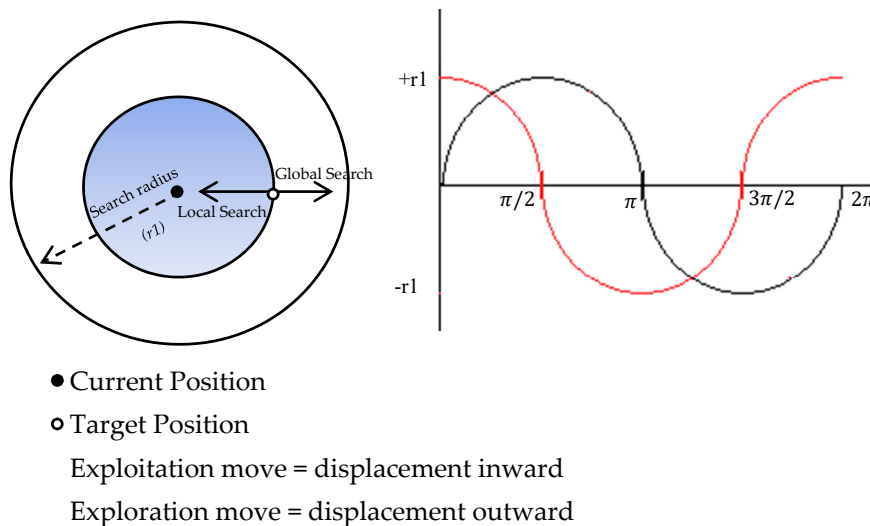 Search radius
(r1)
Global Search
Local Search
+r1
-r1
π/2
π
3π/2
2π
Current Position
Target Position
Exploitation move = displacement inward
Exploration move = displacement outward